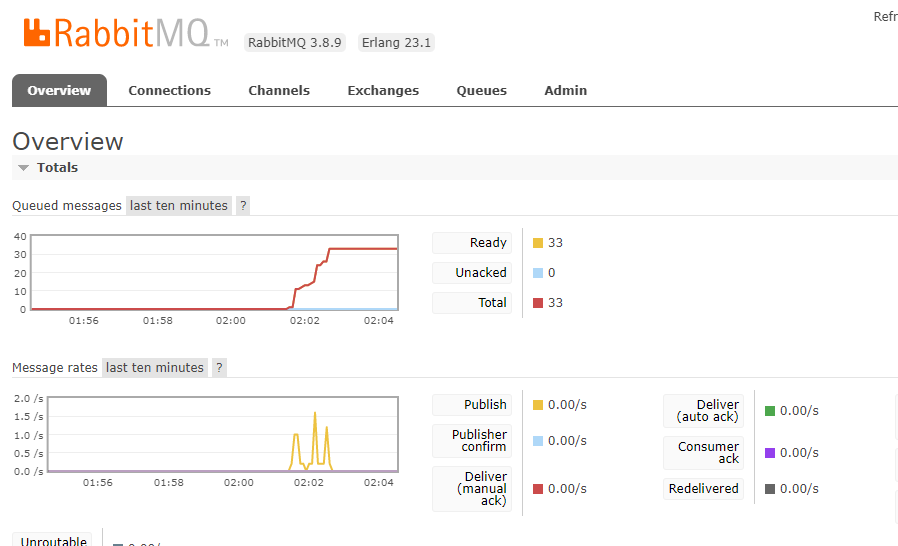 RabbitMQ TM RabbitMQ 3.8.9 Erlang 23.1
Refr
Overview Connections Channels Exchanges Queues Admin
Overview
Totals
Queued messages last ten minutes ?
40
30
20
10
0
01:56 01:58 02:00 02:02 02:04
Ready 33
Unacked 0
Total 33
Message rates last ten minutes ?
2.0 /s
1.5 /s
1.0 /s
0.5 /s
0.0 /s
01:56 01:58 02:00 02:02 02:04
Publish 0.00/s
Publisher
confirm 0.00/s
Deliver
(manual
ack) 0.00/s
Deliver
(auto ack) 0.00/s
Consumer
ack 0.00/s
Redelivered 0.00/s
Unroutable